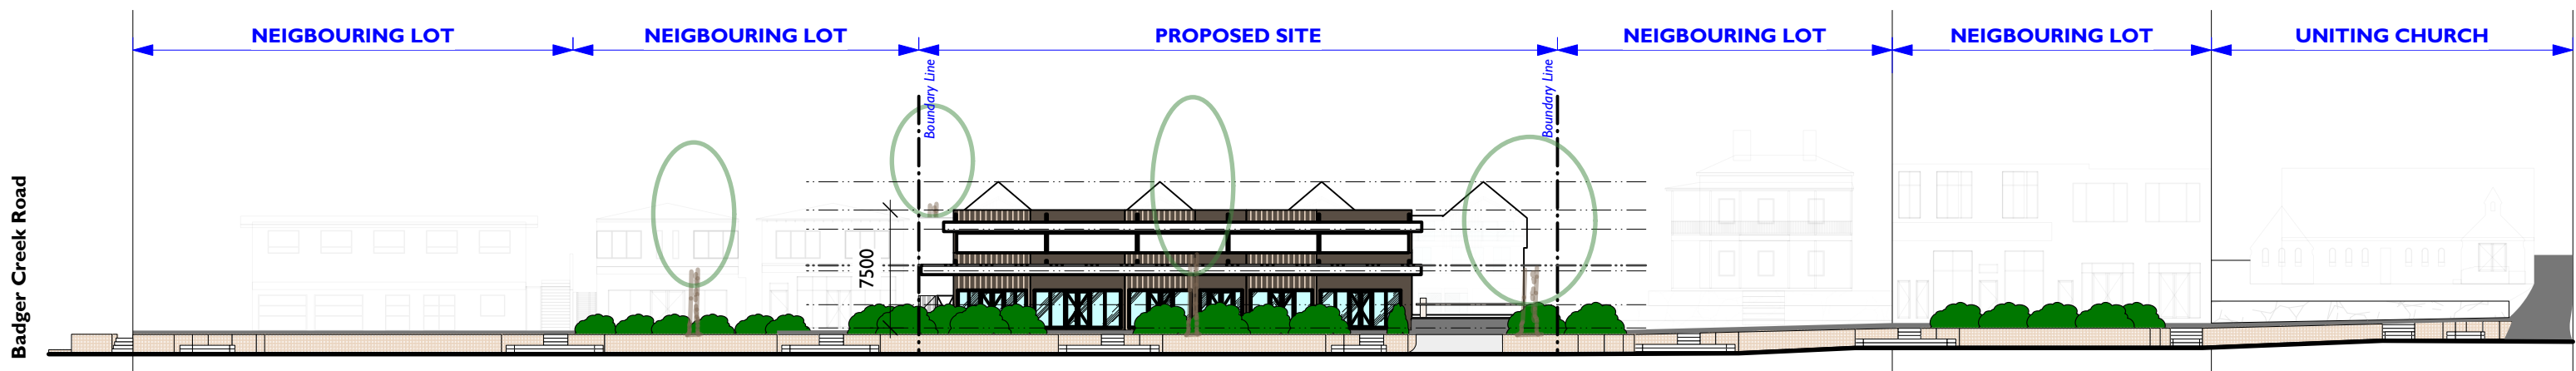 NEIGBOURING LOT
NEIGBOURING LOT
PROPOSED SITE
NEIGBOURING LOT
NEIGBOURING LOT
UNITING CHURCH
Boundary Line
Boundary Line
7500
Badger Creek Road